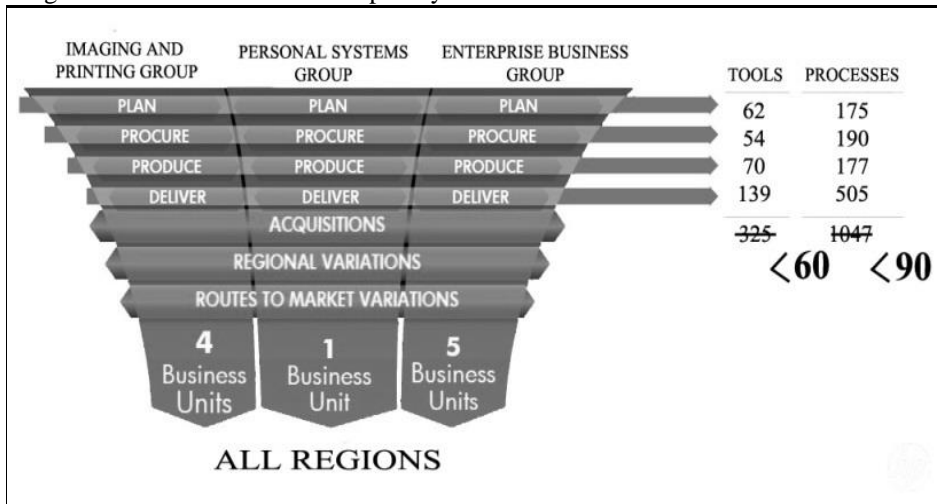 IMAGING AND
PRINTING GROUP
PERSONAL SYSTEMS
GROUP
ENTERPRISE BUSINESS
GROUP
TOOLS PROCESSES
PLAN PLAN PLAN 62 175
PROCURE PROCURE PROCURE 54 190
PRODUCE PRODUCE PRODUCE 70 177
DELIVER DELIVER DELIVER 139 505
ACQUISITIONS
325 1047
<60 <90
REGIONAL VARIATIONS
ROUTES TO MARKET VARIATIONS
4
Business
Units
1
Business
Unit
5
Business
Units
ALL REGIONS